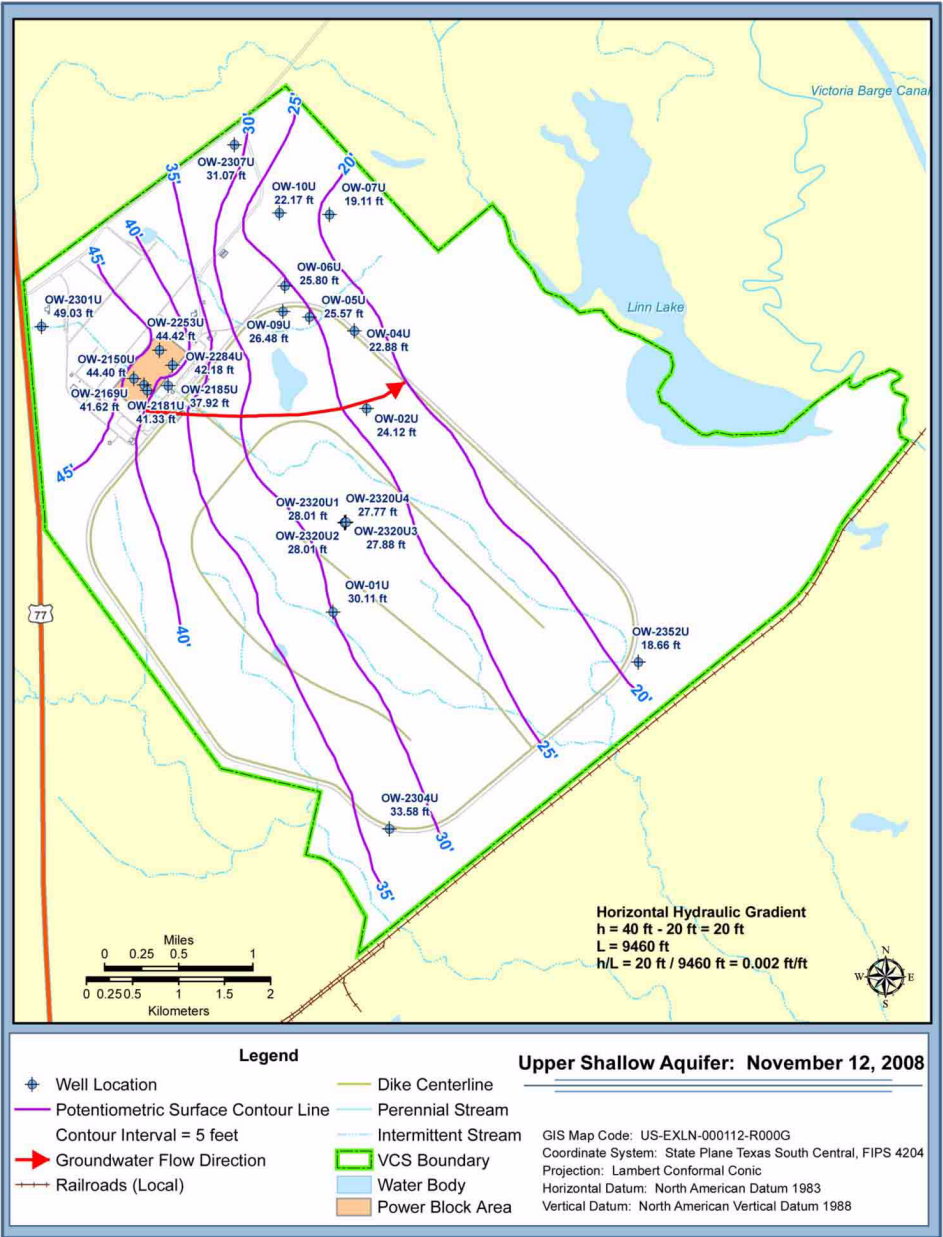 Victoria Barge Canal
25'
30'
OW-2307U
31.07 ft
20'
35'
OW-10U
22.17 ft
OW-07U
19.11 ft
40'
45'
OW-06U
25.80 ft
OW-2301U
49.03 ft
OW-05U
25.57 ft
Linn Lake
OW-2253U
44.42 ft
OW-09U
26.48 ft
OW-04U
22.88 ft
OW-2150U
44.40 ft
OW-2284U
42.18 ft
OW-2169U
41.62 ft
OW-2185U
37.92 ft
OW-2181U
41.33 ft
OW-02U
24.12 ft
45'
OW-2320U1
28.01 ft
OW-2320U4
27.77 ft
OW-2320U2
28.01 ft
OW-2320U3
27.88 ft
OW-01U
30.11 ft
77
40'
OW-2352U
18.66 ft
20'
25'
OW-2304U
33.58 ft
30'
35'
Horizontal Hydraulic Gradient
h = 40 ft - 20 ft = 20 ft
L = 9460 ft
h/L = 20 ft / 9460 ft = 0.002 ft/ft
Miles
0 0.25 0.5 1
0 0.25 0.5 1 1.5 2
Kilometers
N
W E
S
Legend
Well Location
Potentiometric Surface Contour Line
Contour Interval = 5 feet
Groundwater Flow Direction
Railroads (Local)
Dike Centerline
Perennial Stream
Intermittent Stream
VCS Boundary
Water Body
Power Block Area
Upper Shallow Aquifer: November 12, 2008
GIS Map Code: US-EXLN-000112-R000G
Coordinate System: State Plane Texas South Central, FIPS 4204
Projection: Lambert Conformal Conic
Horizontal Datum: North American Datum 1983
Vertical Datum: North American Vertical Datum 1988